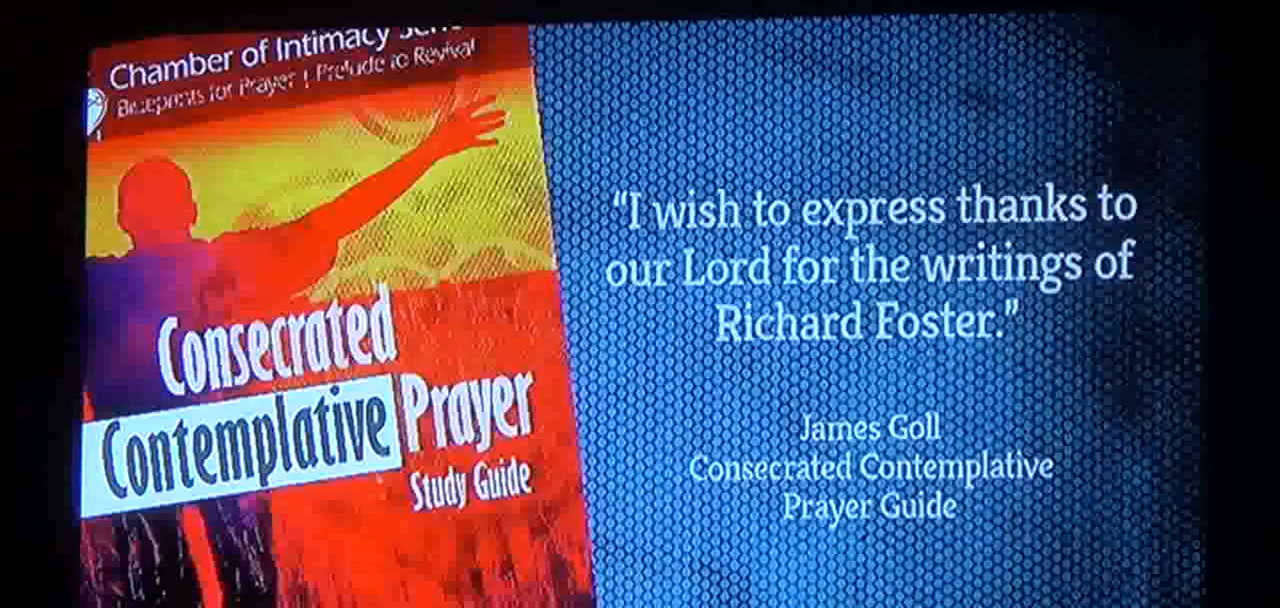 Chamber of Intimacy
Blueprints for Prayer | Prelude to Revival
Consecrated
Contemplative Prayer
Study Guide
“I wish to express thanks to
our Lord for the writings of
Richard Foster.”
James Goll
Consecrated Contemplative
Prayer Guide